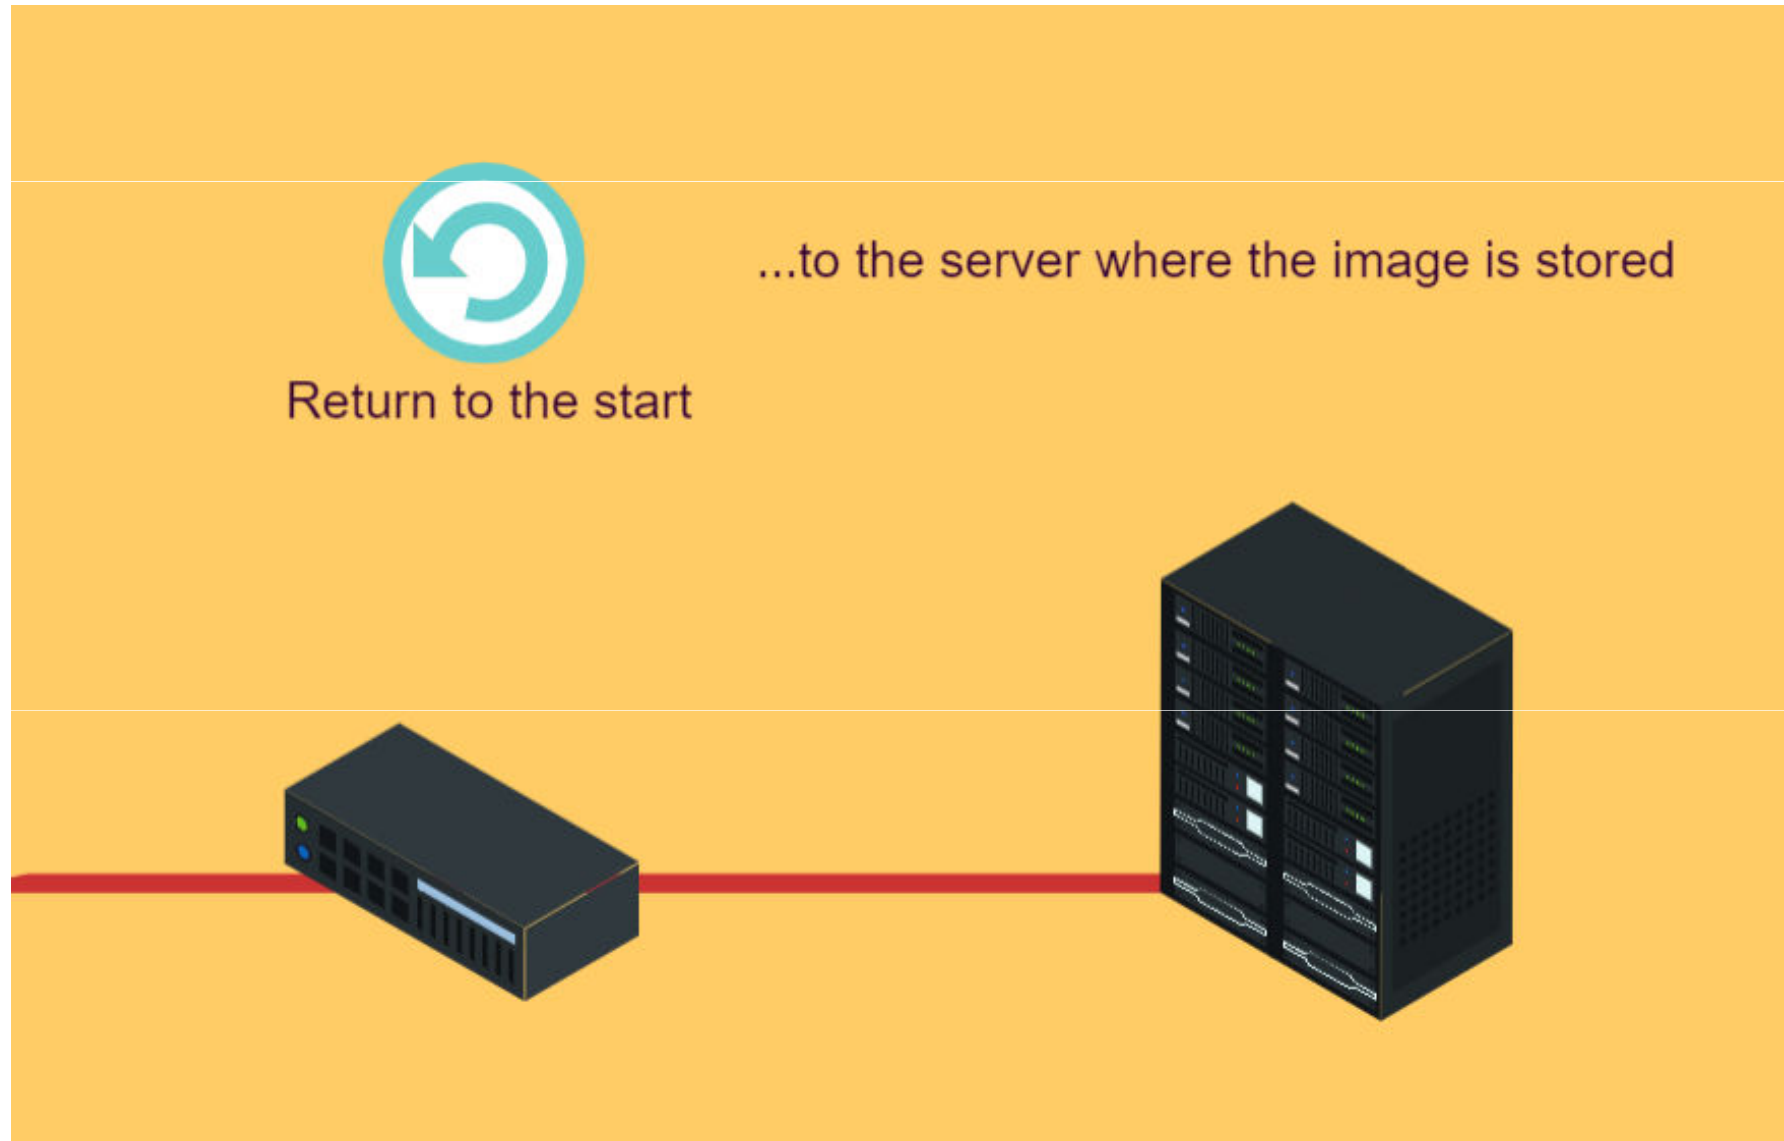 ...to the server where the image is stored
Return to the start